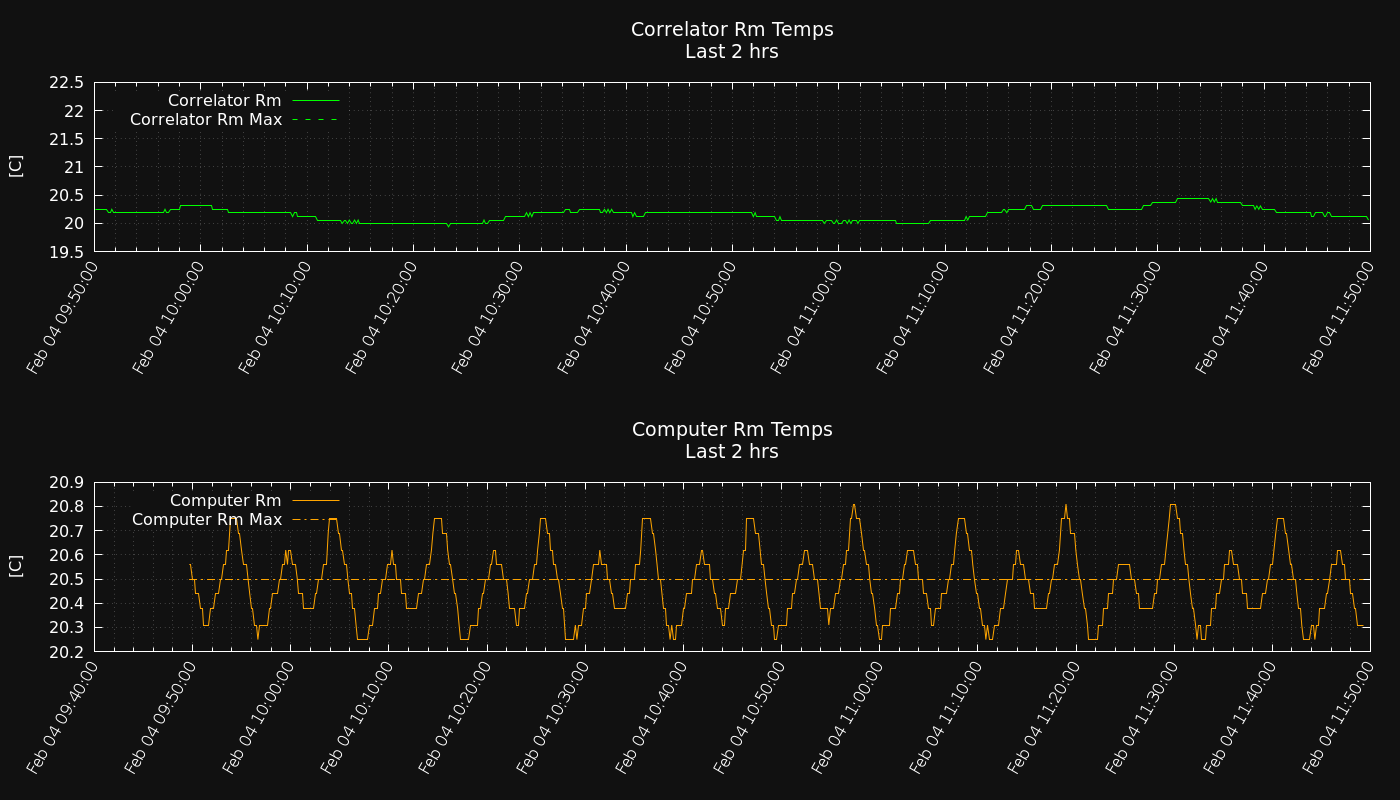 Correlator Rm Temps
Last 2 hrs
22.5
22
21.5
21
20.5
20
19.5
[C]
Correlator Rm
Correlator Rm Max
Feb 04 09:50:00
Feb 04 10:00:00
Feb 04 10:10:00
Feb 04 10:20:00
Feb 04 10:30:00
Feb 04 10:40:00
Feb 04 10:50:00
Feb 04 11:00:00
Feb 04 11:10:00
Feb 04 11:20:00
Feb 04 11:30:00
Feb 04 11:40:00
Feb 04 11:50:00
Computer Rm Temps
Last 2 hrs
20.9
20.8
20.7
20.6
20.5
20.4
20.3
20.2
[C]
Computer Rm
Computer Rm Max
Feb 04 09:40:00
Feb 04 09:50:00
Feb 04 10:00:00
Feb 04 10:10:00
Feb 04 10:20:00
Feb 04 10:30:00
Feb 04 10:40:00
Feb 04 10:50:00
Feb 04 11:00:00
Feb 04 11:10:00
Feb 04 11:20:00
Feb 04 11:30:00
Feb 04 11:40:00
Feb 04 11:50:00